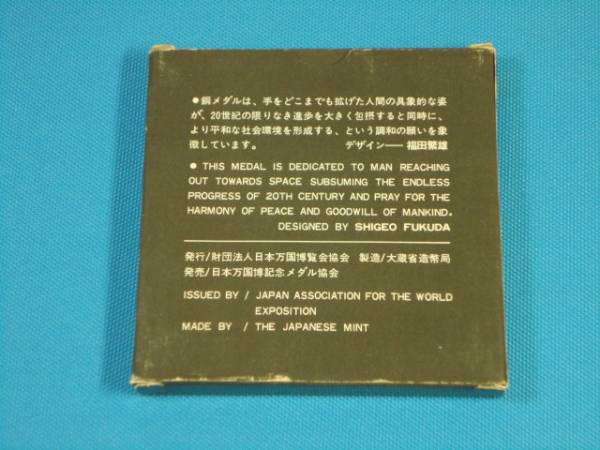 ●銅メダルは、手をどこまでも拡げた人間の具象的な姿
が、20世紀の限りなき進歩を大きく包摂すると同時に、
より平和な社会環境を形成する、という調和の願いを象
徴しています。 デザイン──福田繁雄
● THIS MEDAL IS DEDICATED TO MAN REACHING
OUT TOWARDS SPACE SUBSUMING THE ENDLESS
PROGRESS OF 20TH CENTURY AND PRAY FOR THE
HARMONY OF PEACE AND GOODWILL OF MANKIND.
DESIGNED BY SHIGEO FUKUDA
発行/財団法人日本万国博覧会協会 製造/大蔵省造幣局
発売/日本万国博記念メダル協会
ISSUED BY / JAPAN ASSOCIATION FOR THE WORLD
EXPOSITION
MADE BY / THE JAPANESE MINT